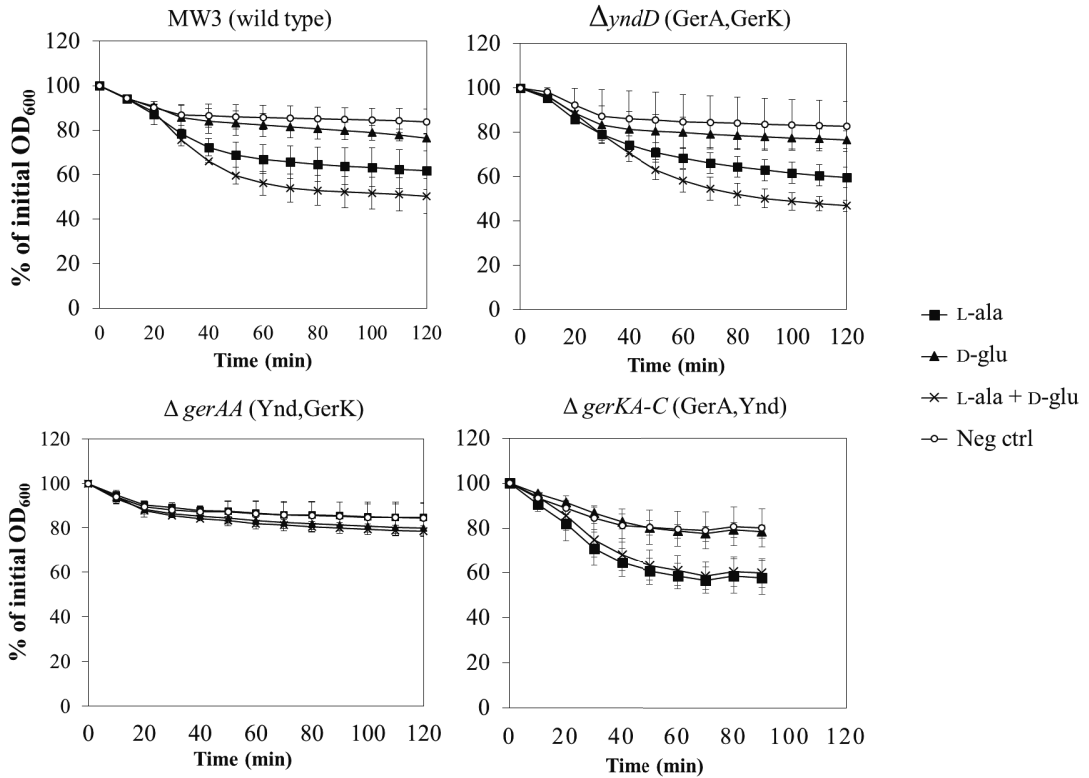 MW3 (wild type)
% of initial OD600
120
100
80
60
40
20
0
0 20 40 60 80 100 120
Time (min)
ΔyndD (GerA,GerK)
120
100
80
60
40
20
0
0 20 40 60 80 100 120
Time (min)
Δ gerAA (Ynd,GerK)
% of initial OD600
120
100
80
60
40
20
0
0 20 40 60 80 100 120
Time (min)
Δ gerKA-C (GerA,Ynd)
120
100
80
60
40
20
0
0 20 40 60 80 100 120
Time (min)
L-ala
D-glu
L-ala + D-glu
Neg ctrl